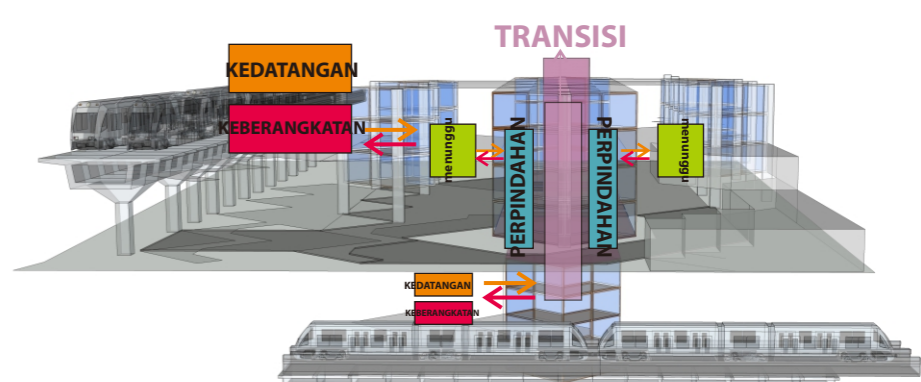 TRANSISI
KEDATANGAN
KEBERANGKATAN
menunggu
PERPINDAHAN
PERPINDAHAN
menunggu
KEDATANGAN
KEBERANGKATAN